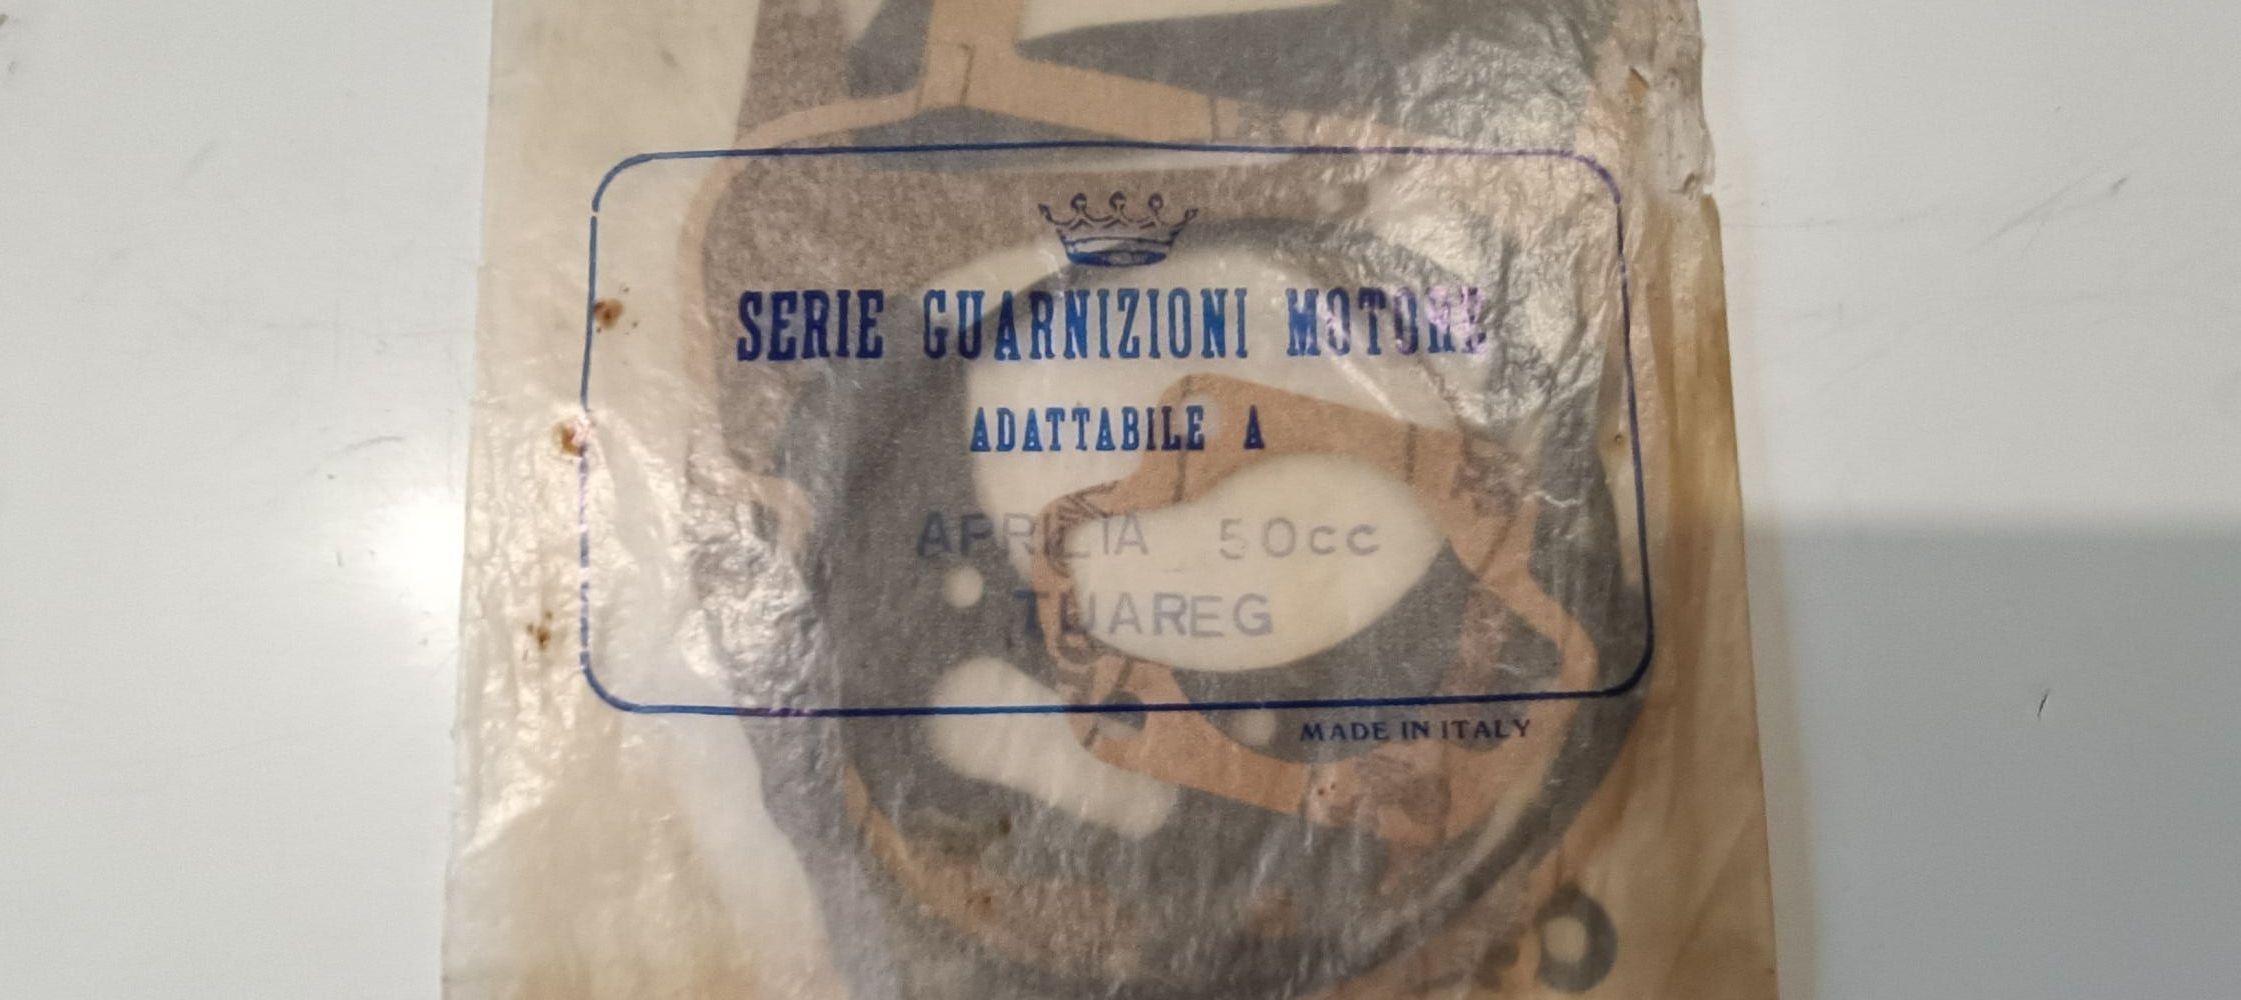 SERIE GUARNIZIONI MOTORE
ADATTABILE A
APRILIA 50cc
TUAREG
MADE IN ITALY